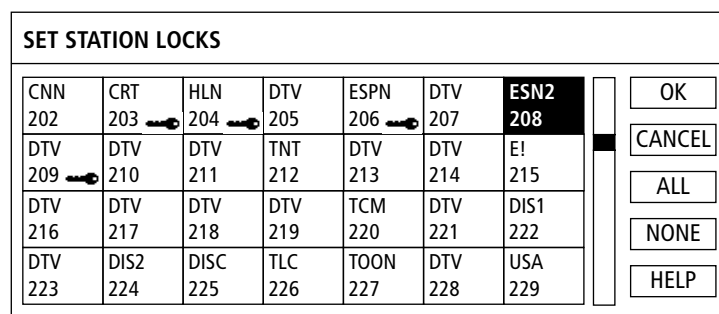 SET STATION LOCKS
CNN CRT HLN DTV ESPN DTV ESN2
202 203 204 205 206 207 208
DTV DTV DTV TNT DTV DTV E!
209 210 211 212 213 214 215
DTV DTV DTV DTV TCM DTV DIS1
216 217 218 219 220 221 222
DTV DIS2 DISC TLC TOON DTV USA
223 224 225 226 227 228 229
OK
CANCEL
ALL
NONE
HELP